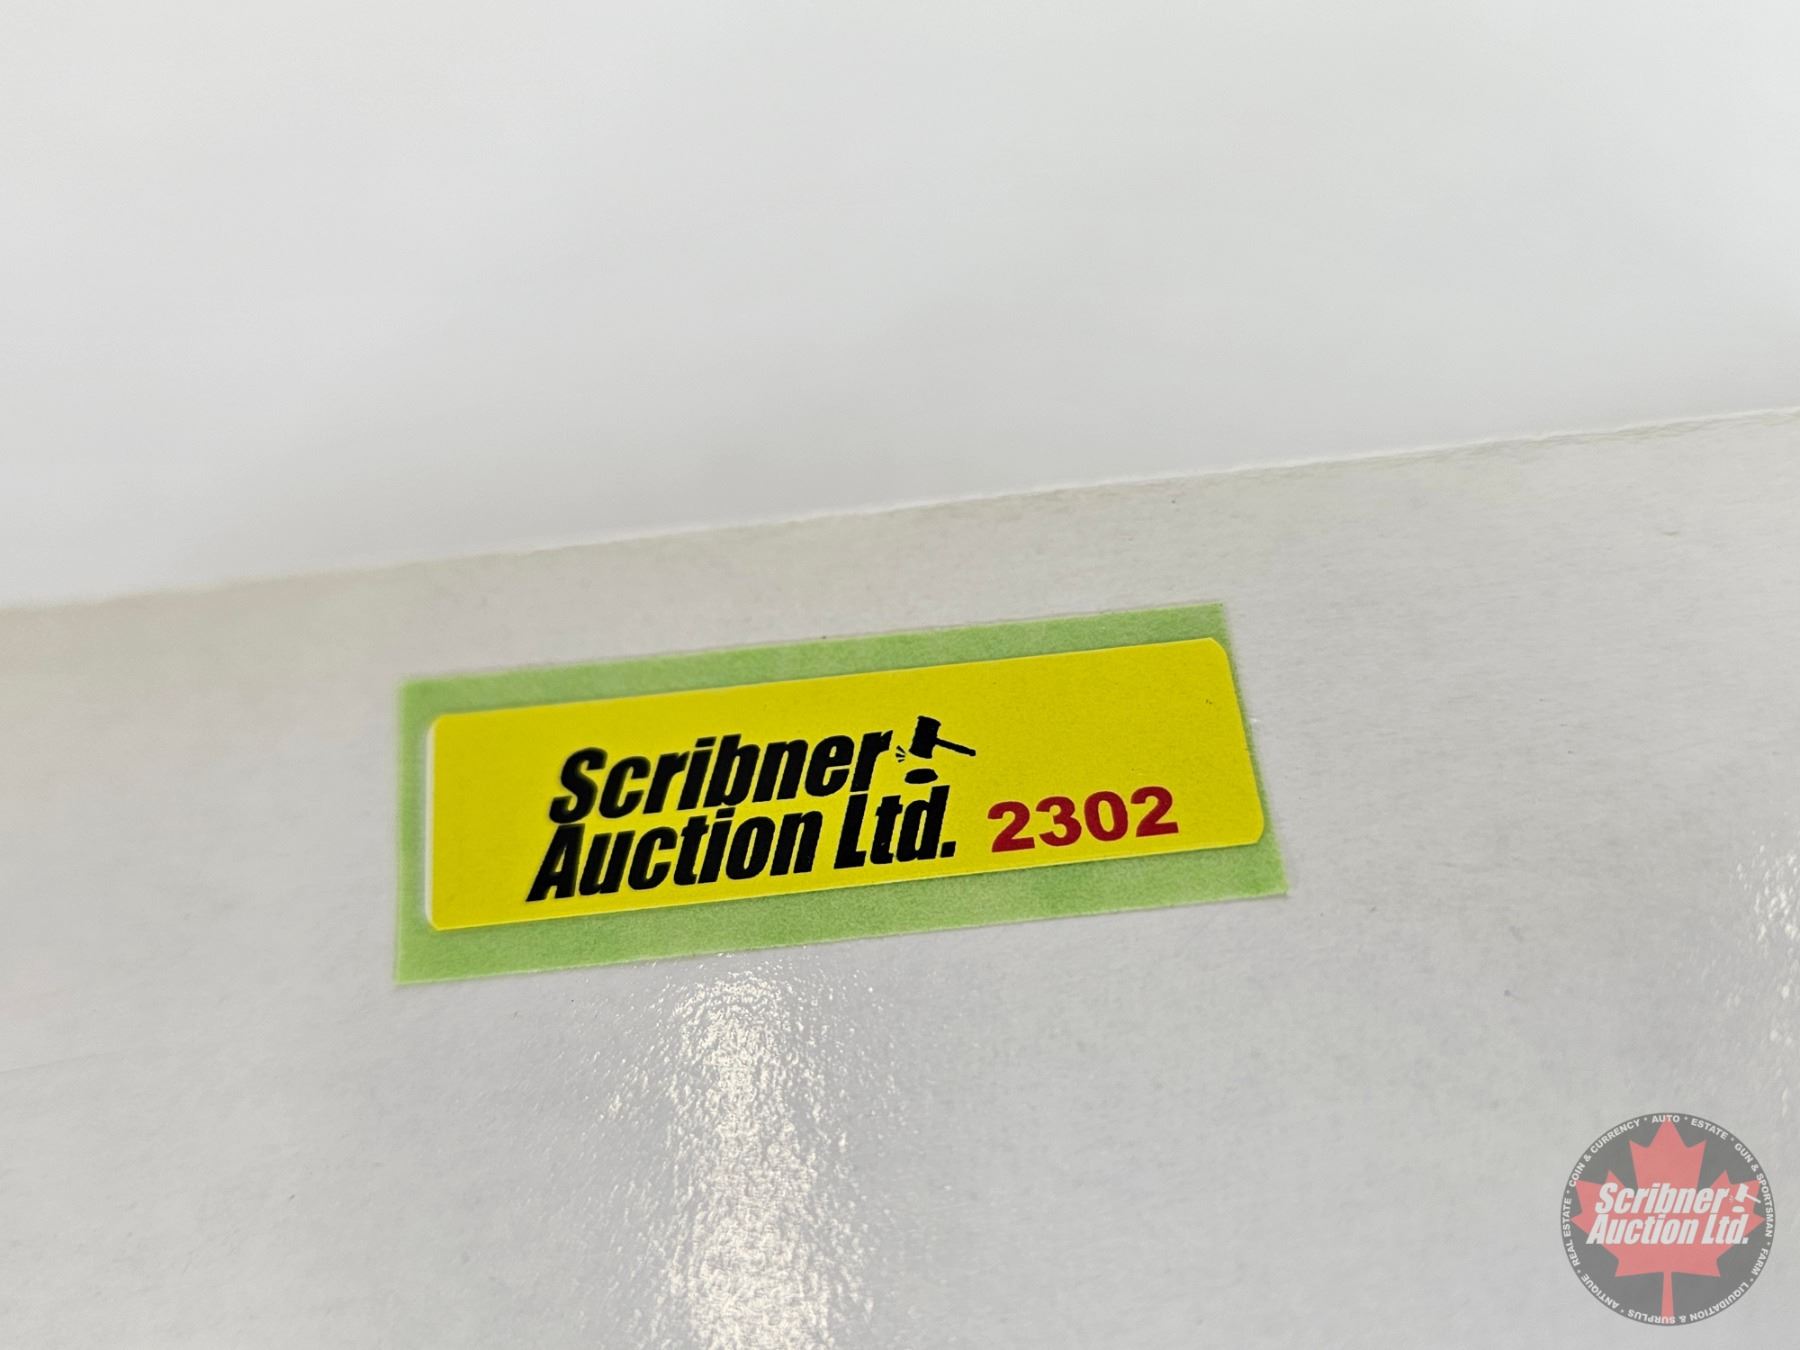 Scribner
Auction Ltd. 2302
REAL ESTATE • COIN & CURRENCY • AUTO • ESTATE • GUN & SPORTSMAN • FARM • LIQUIDATION & SURPLUS • ANTIQUE •
Scribner
Auction Ltd.